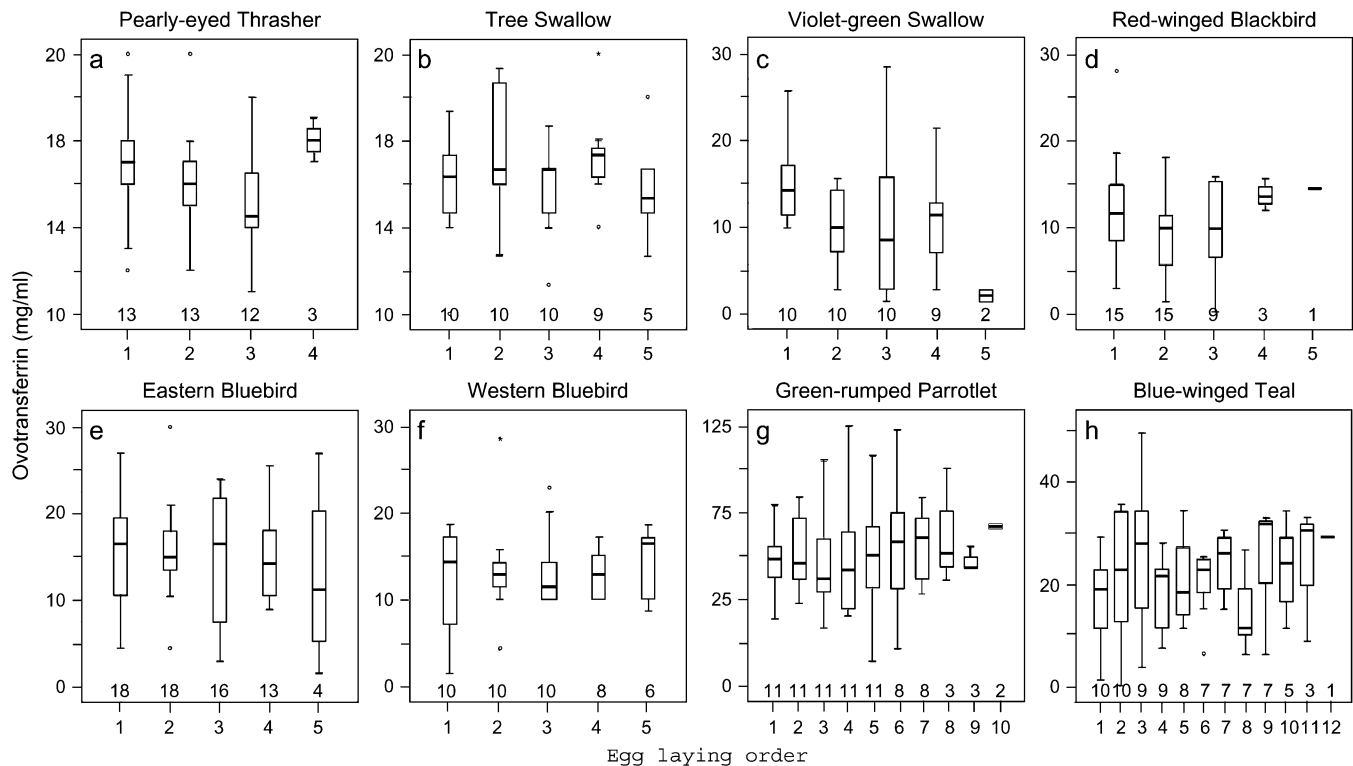 Pearly-eyed Thrasher Tree Swallow Violet-green Swallow Red-winged Blackbird
a b c d
20 20 30 30
18 18 20 20
14 14 10 10
10 10 0 0
13 13 12 3 10 10 10 9 5 10 10 10 9 2 15 15 9 3 1
1 2 3 4 1 2 3 4 5 1 2 3 4 5 1 2 3 4 5
Ovotransferrin (mg/ml)
Eastern Bluebird Western Bluebird Green-rumped Parrotlet Blue-winged Teal
e f g h
30 30 125
20 20 75 40
10 10 25 20
0 0 0 0
18 18 16 13 4 10 10 10 8 6 11 11 11 11 11 8 8 3 3 2 10 10 9 9 8 7 7 7 7 5 3 1
1 2 3 4 5 1 2 3 4 5 1 2 3 4 5 6 7 8 9 10 1 2 3 4 5 6 7 8 9 10 11 12
Egg laying order